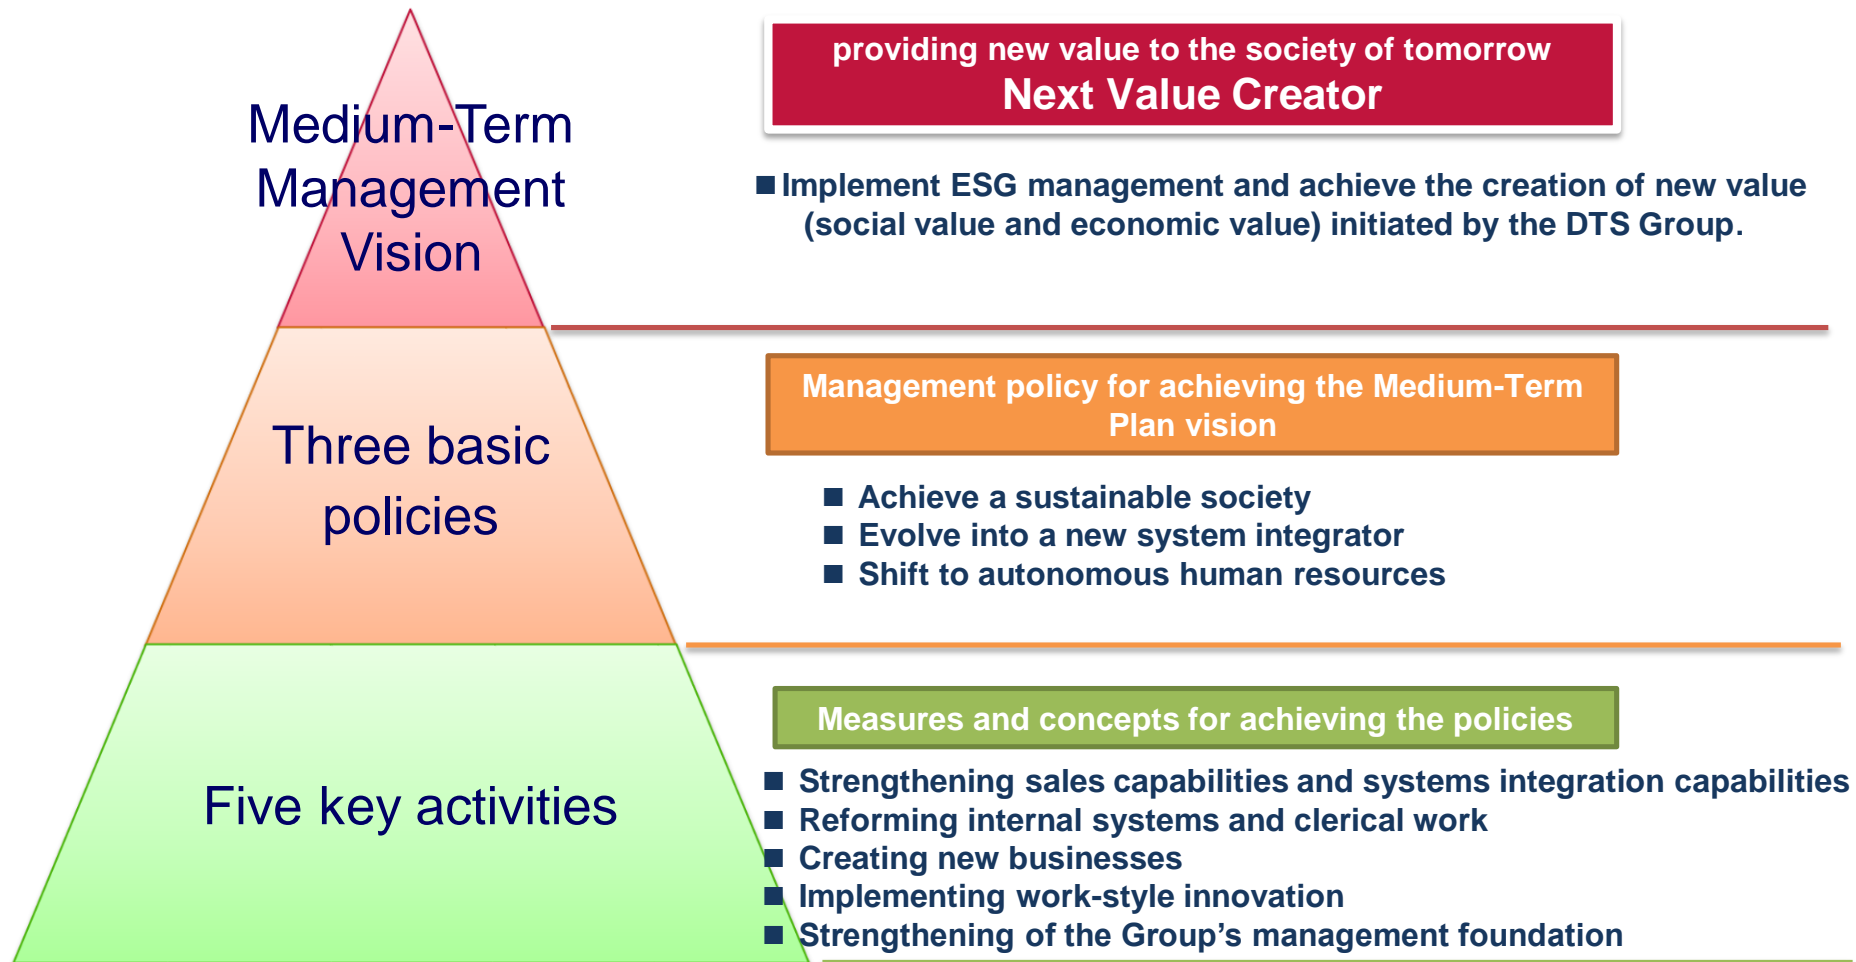 Medium-Term
Management
Vision
providing new value to the society of tomorrow
Next Value Creator
■ Implement ESG management and achieve the creation of new value
(social value and economic value) initiated by the DTS Group.
Three basic
policies
Management policy for achieving the Medium-Term
Plan vision
■ Achieve a sustainable society
■ Evolve into a new system integrator
■ Shift to autonomous human resources
Five key activities
Measures and concepts for achieving the policies
■ Strengthening sales capabilities and systems integration capabilities
■ Reforming internal systems and clerical work
■ Creating new businesses
■ Implementing work-style innovation
■ Strengthening of the Group’s management foundation